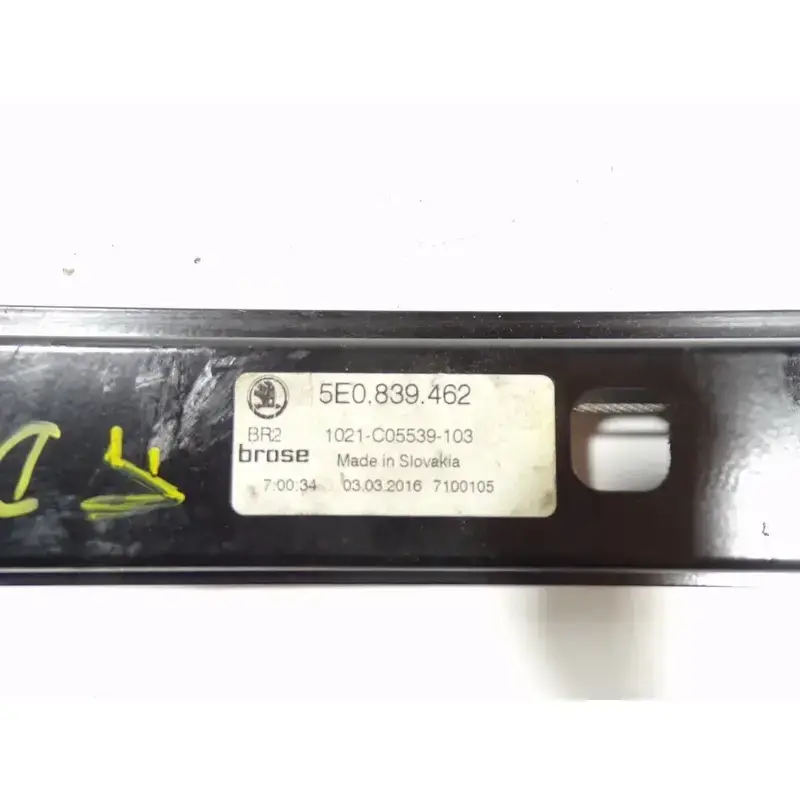 5E0.839.462
BR2 1021-C05539-103
brose Made in Slovakia
7:00:34 03.03.2016 7100105